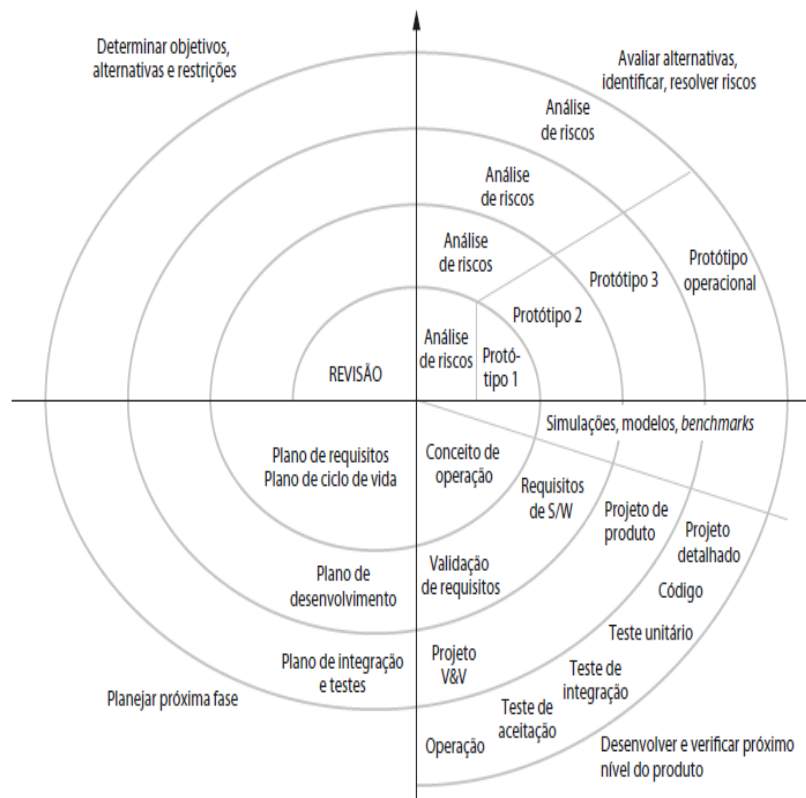 Determinar objetivos,
alternativas e restrições
Avaliar alternativas,
identificar, resolver riscos
Análise
de riscos
Análise
de riscos
Análise
de riscos
Análise
de riscos
Protótipo
operacional
Protótipo 3
Protótipo 2
Protó-
tipo 1
REVISÃO
Simulações, modelos, benchmarks
Plano de requisitos
Plano de ciclo de vida
Conceito de
operação
Requisitos
de S/W
Projeto de
produto
Projeto
detalhado
Plano de
desenvolvimento
Validação
de requisitos
Código
Teste unitário
Plano de integração
e testes
Projeto
V&V
Teste de
integração
Teste de
aceitação
Operação
Planejar próxima fase
Desenvolver e verificar próximo
nível do produto